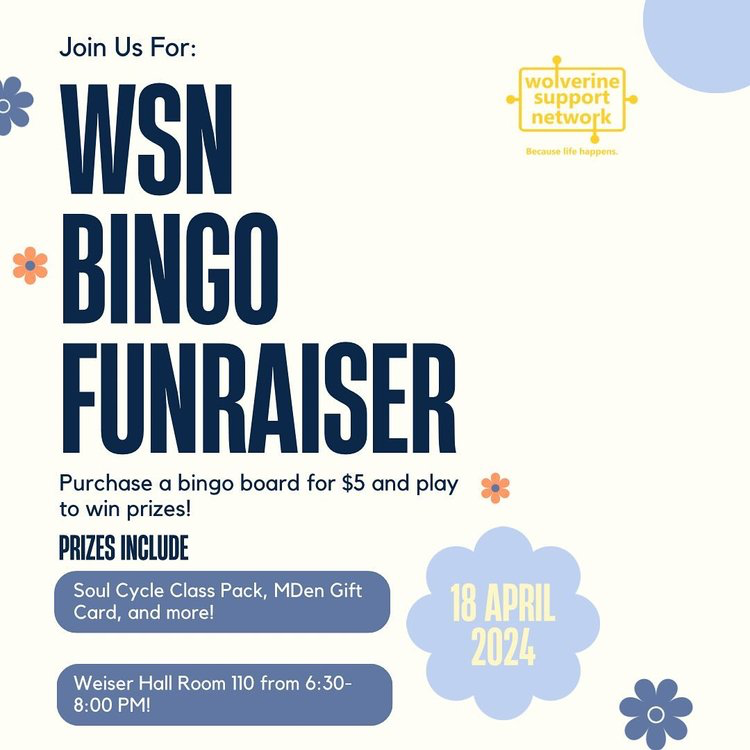 Join Us For:
wolverine
support
network
Because life happens.
WSN
BINGO
FUNRAISER
Purchase a bingo board for $5 and play
to win prizes!
PRIZES INCLUDE
Soul Cycle Class Pack, MDen Gift
Card, and more!
18 APRIL
2024
Weiser Hall Room 110 from 6:30-
8:00 PM!